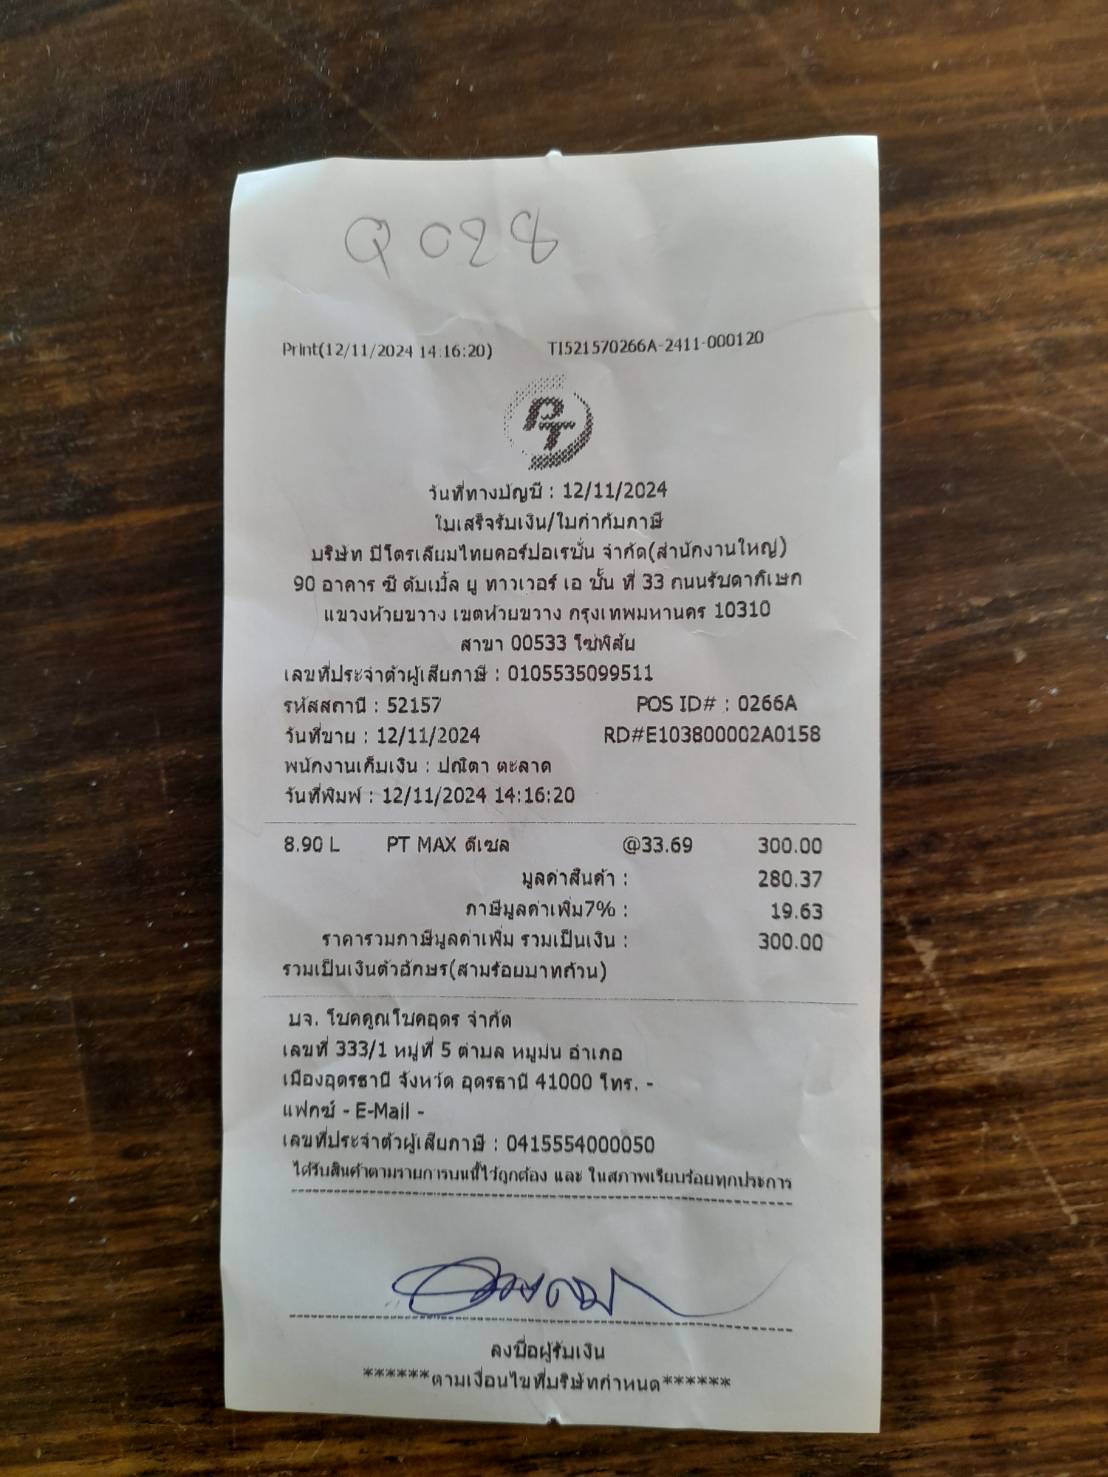 Q 028
Print(12/11/2024 14:16:20) TI521570266A-2411-000120
PT
วันที่ทางบัญชี : 12/11/2024
ใบเสร็จรับเงิน/ใบกำกับภาษี
บริษัท ปิโตรเลียมไทยคอร์ปอเรชั่น จำกัด(สำนักงานใหญ่)
90 อาคาร ซี ดับเบิ้ล ยู ทาวเวอร์ เอ ชั้น ที่ 33 ถนนรัชดาภิเษก
แขวงห้วยขวาง เขตห้วยขวาง กรุงเทพมหานคร 10310
สาขา 00533 โซ่พิสัย
เลขที่ประจำตัวผู้เสียภาษี : 0105535099511
รหัสสถานี : 52157 POS ID# : 0266A
วันที่ขาย : 12/11/2024 RD#E103800002A0158
พนักงานเก็บเงิน : ปณิตา ตะลาด
วันที่พิมพ์ : 12/11/2024 14:16:20
8.90 L PT MAX ดีเซล @33.69 300.00
มูลค่าสินค้า : 280.37
ภาษีมูลค่าเพิ่ม7% : 19.63
ราคารวมภาษีมูลค่าเพิ่ม รวมเป็นเงิน : 300.00
รวมเป็นเงินตัวอักษร(สามร้อยบาทถ้วน)
บจ. โชคคูณโชคอุดร จำกัด
เลขที่ 333/1 หมู่ที่ 5 ตำบล หมูม่น อำเภอ
เมืองอุดรธานี จังหวัด อุดรธานี 41000 โทร. -
แฟกซ์ - E-Mail -
เลขที่ประจำตัวผู้เสียภาษี : 0415554000050
ได้รับสินค้าตามรายการบนนี้ไว้ถูกต้อง และ ในสภาพเรียบร้อยทุกประการ
ลงชื่อผู้รับเงิน
******ตามเงื่อนไขที่บริษัทกำหนด******